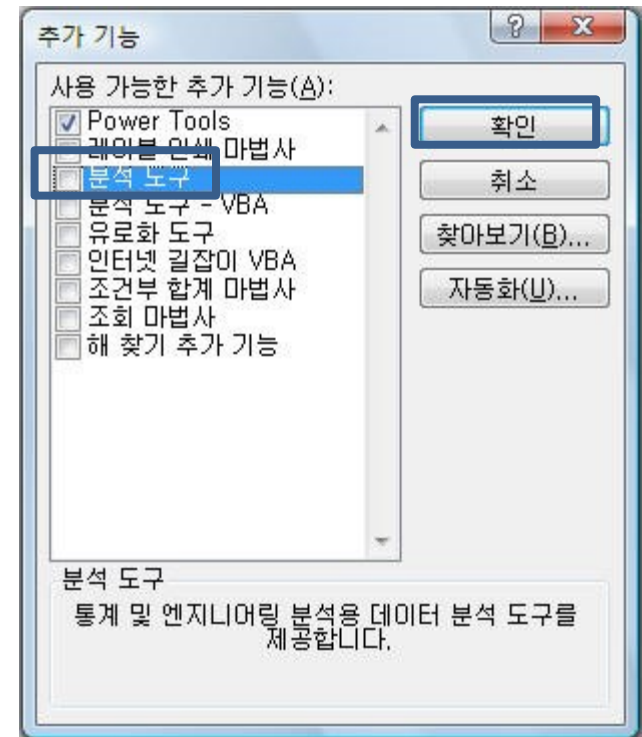 추가 기능
사용 가능한 추가 기능(A):
Power Tools
레이블 인쇄 마법사
분석 도구
분석 도구 - VBA
유로화 도구
인터넷 길잡이 VBA
조건부 합계 마법사
조회 마법사
해 찾기 추가 기능
확인
취소
찾아보기(B)...
자동화(U)...
분석 도구
통계 및 엔지니어링 분석용 데이터 분석 도구를
제공합니다.